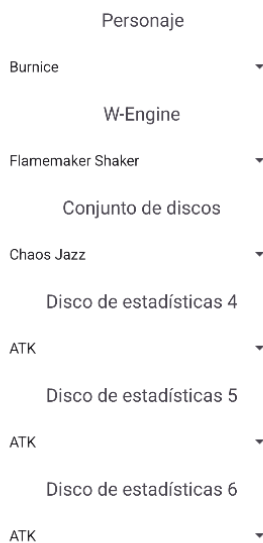 Personaje
Burnice
W-Engine
Flamemaker Shaker
Conjunto de discos
Chaos Jazz
Disco de estadísticas 4
ATK
Disco de estadísticas 5
ATK
Disco de estadísticas 6
ATK